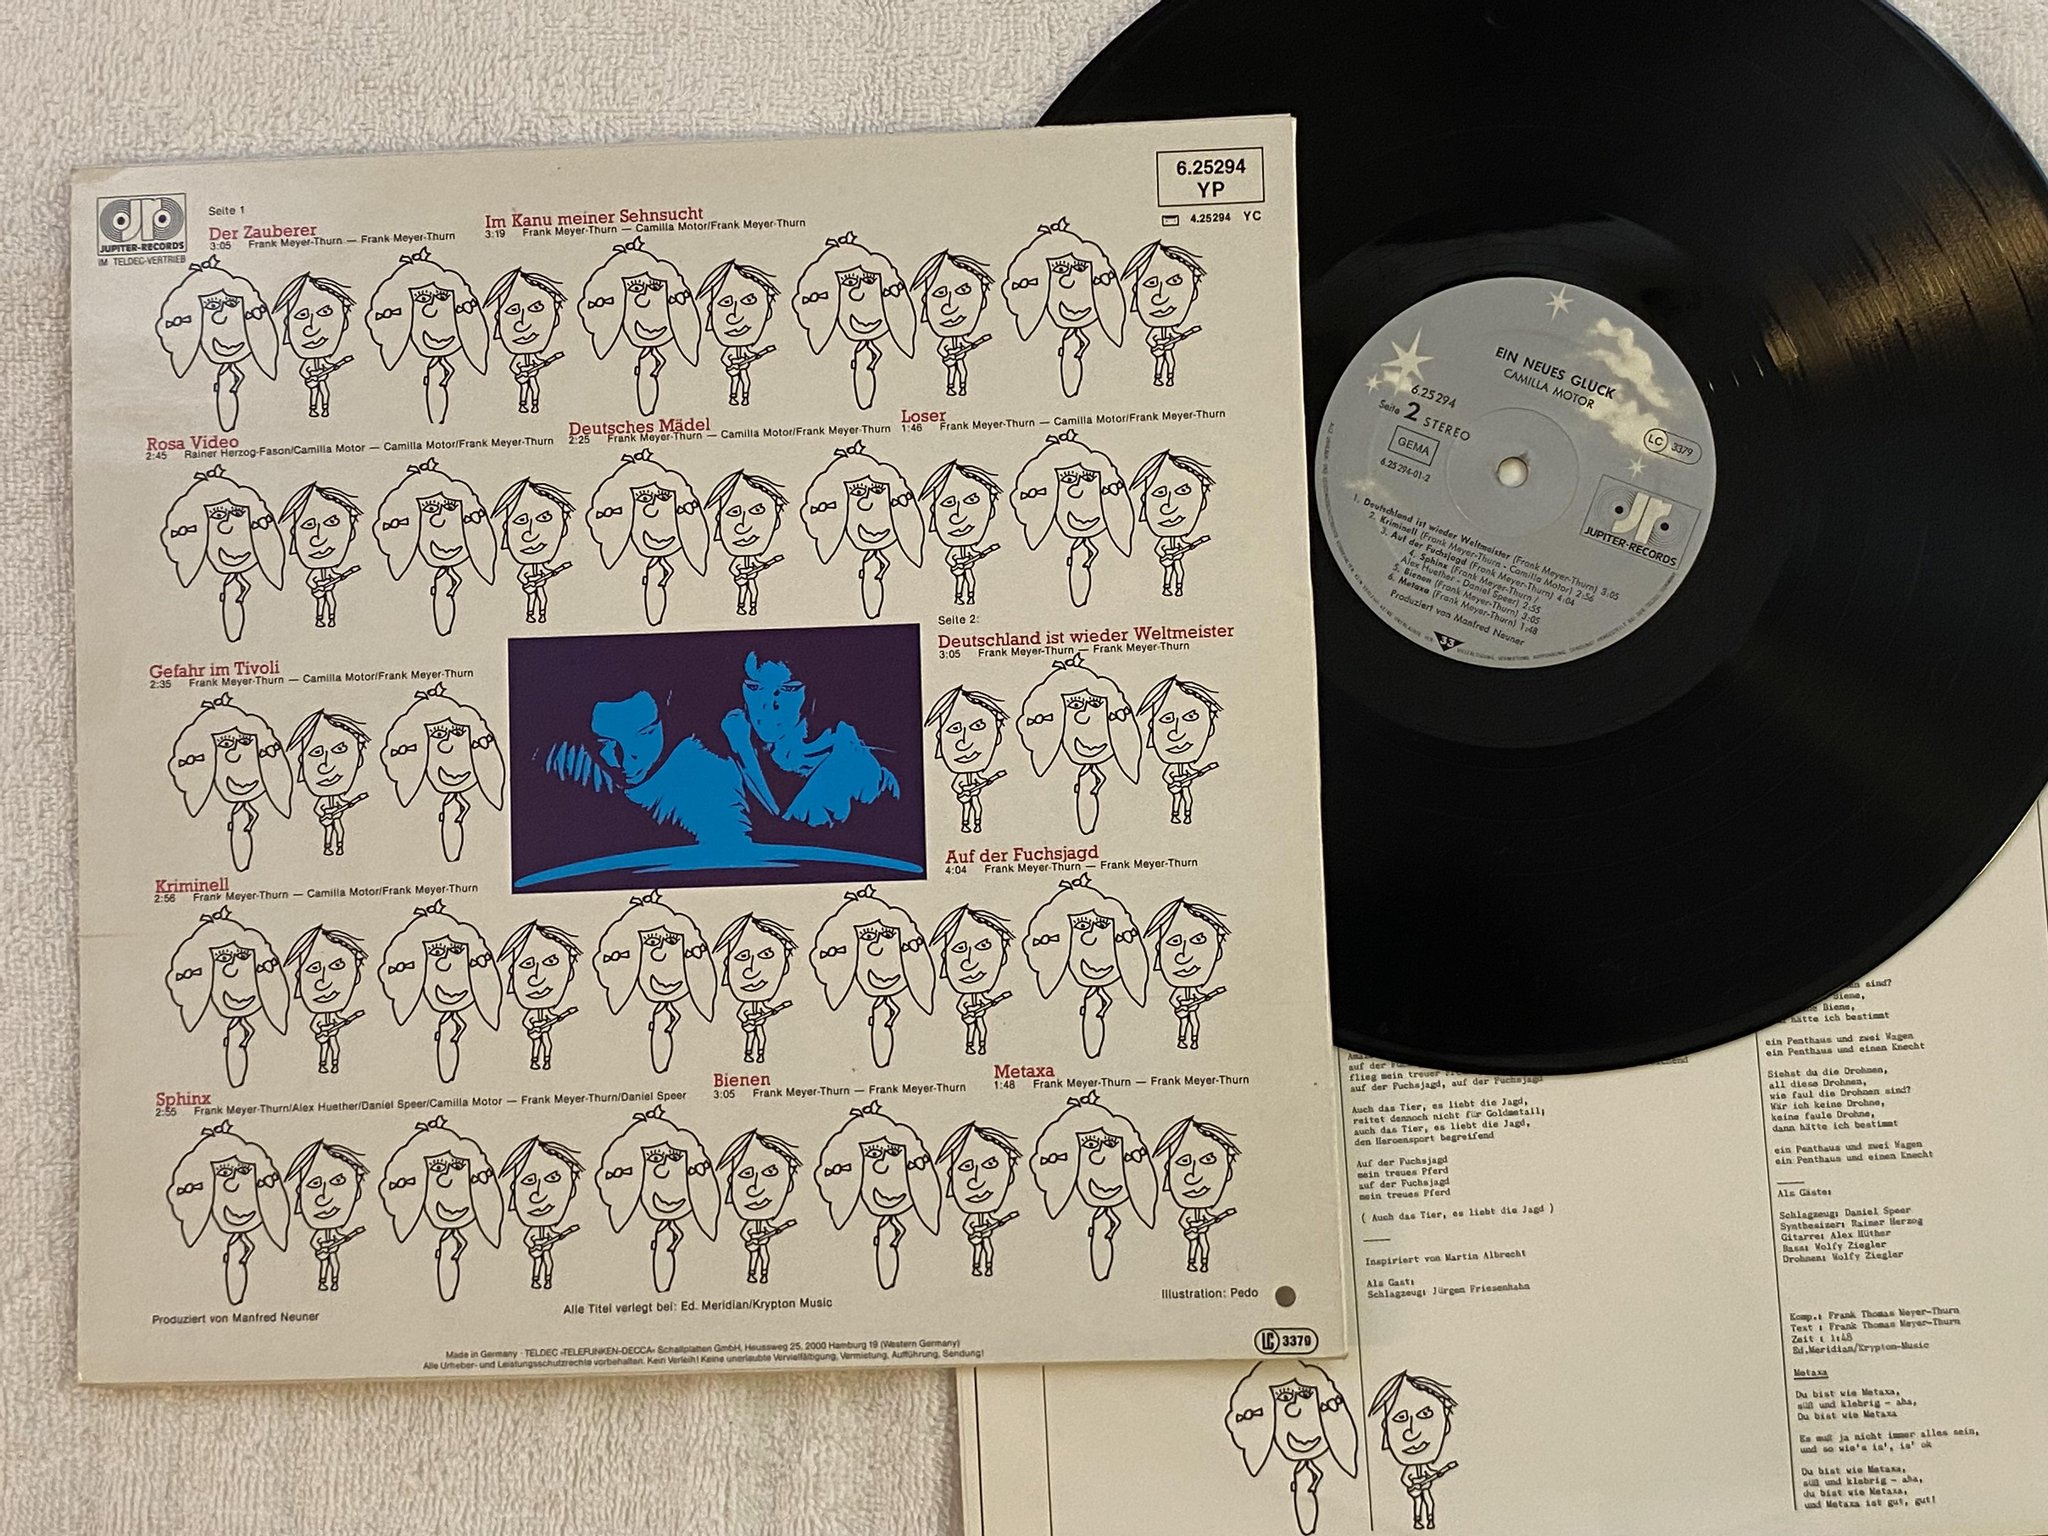 JUPITER-RECORDS
IM TELDEC-VERTRIEB
6.25294
YP
4.25294 YC
Seite 1
Der Zauberer
3:05 Frank Meyer-Thurn — Frank Meyer-Thurn
Im Kanu meiner Sehnsucht
3:19 Frank Meyer-Thurn — Camilla Motor/Frank Meyer-Thurn
Rosa Video
2:45 Rainer Herzog-Fason/Camilla Motor — Camilla Motor/Frank Meyer-Thurn
Deutsches Mädel
2:25 Frank Meyer-Thurn — Camilla Motor/Frank Meyer-Thurn
Loser
1:46 Frank Meyer-Thurn — Camilla Motor/Frank Meyer-Thurn
Gefahr im Tivoli
2:35 Frank Meyer-Thurn — Camilla Motor/Frank Meyer-Thurn
Seite 2:
Deutschland ist wieder Weltmeister
3:05 Frank Meyer-Thurn — Frank Meyer-Thurn
Kriminell
2:56 Frank Meyer-Thurn — Camilla Motor/Frank Meyer-Thurn
Auf der Fuchsjagd
4:04 Frank Meyer-Thurn — Frank Meyer-Thurn
Sphinx
2:55 Frank Meyer-Thurn/Alex Huether/Daniel Speer/Camilla Motor — Frank Meyer-Thurn/Daniel Speer
Bienen
3:05 Frank Meyer-Thurn — Frank Meyer-Thurn
Metaxa
1:48 Frank Meyer-Thurn — Frank Meyer-Thurn
Produziert von Manfred Neuner
Alle Titel verlegt bei: Ed. Meridian/Krypton Music
Illustration: Pedo
LC 3379
Made in Germany · TELDEC »TELEFUNKEN-DECCA« Schallplatten GmbH, Heussweg 25, 2000 Hamburg 19 (Western Germany)
Alle Urheber- und Leistungsschutzrechte vorbehalten. Kein Verleih! Keine unerlaubte Vervielfältigung, Vermietung, Aufführung, Sendung!
EIN NEUES GLÜCK
CAMILLA MOTOR
6.25 294
Seite 2 STEREO
GEMA
6.25 294-01-2
LC 3379
JUPITER-RECORDS
1. Deutschland ist wieder Weltmeister (Frank Meyer-Thurn) 3:05
2. Kriminell (Frank Meyer-Thurn - Camilla Motor) 2:56
3. Auf der Fuchsjagd (Frank Meyer-Thurn) 4:04
4. Sphinx (Frank Meyer-Thurn /
Alex Huether - Daniel Speer) 2:55
5. Bienen (Frank Meyer-Thurn) 3:05
6. Metaxa (Frank Meyer-Thurn) 1:48
Produziert von Manfred Neuner
33
auf der
flieg mein treuer
auf der Fuchsjagd, auf der Fuchsjagd
Auch das Tier, es liebt die Jagd,
reitet dennoch nicht für Goldmetall;
auch das Tier, es liebt die Jagd,
den Heroensport begreifend
Auf der Fuchsjagd
mein treues Pferd
auf der Fuchsjagd
mein treues Pferd
( Auch das Tier, es liebt die Jagd )
Inspiriert von Martin Albrecht
Als Gast:
Schlagzeug: Jürgen Friesenhahn
sind?
Biene,
Biene,
hätte ich bestimmt
ein Penthaus und zwei Wagen
ein Penthaus und einen Knecht
Siehst du die Drohnen,
all diese Drohnen,
wie faul die Drohnen sind?
Wär ich keine Drohne,
keine faule Drohne,
dann hätte ich bestimmt
ein Penthaus und zwei Wagen
ein Penthaus und einen Knecht
Als Gäste:
Schlagzeug: Daniel Speer
Synthesizer: Rainer Herzog
Gitarre: Alex Hüther
Bass: Wolfy Ziegler
Drohnen: Wolfy Ziegler
Komp.: Frank Thomas Meyer-Thurn
Text : Frank Thomas Meyer-Thurn
Zeit : 1:48
Ed.Meridian/Krypton-Music
Metaxa
Du bist wie Metaxa,
süß und klebrig - aha,
Du bist wie Metaxa
Es muß ja nicht immer alles sein,
und so wie's is', is' ok
Du bist wie Metaxa,
süß und klebrig - aha,
du bist wie Metaxa,
und Metaxa ist gut, gut!